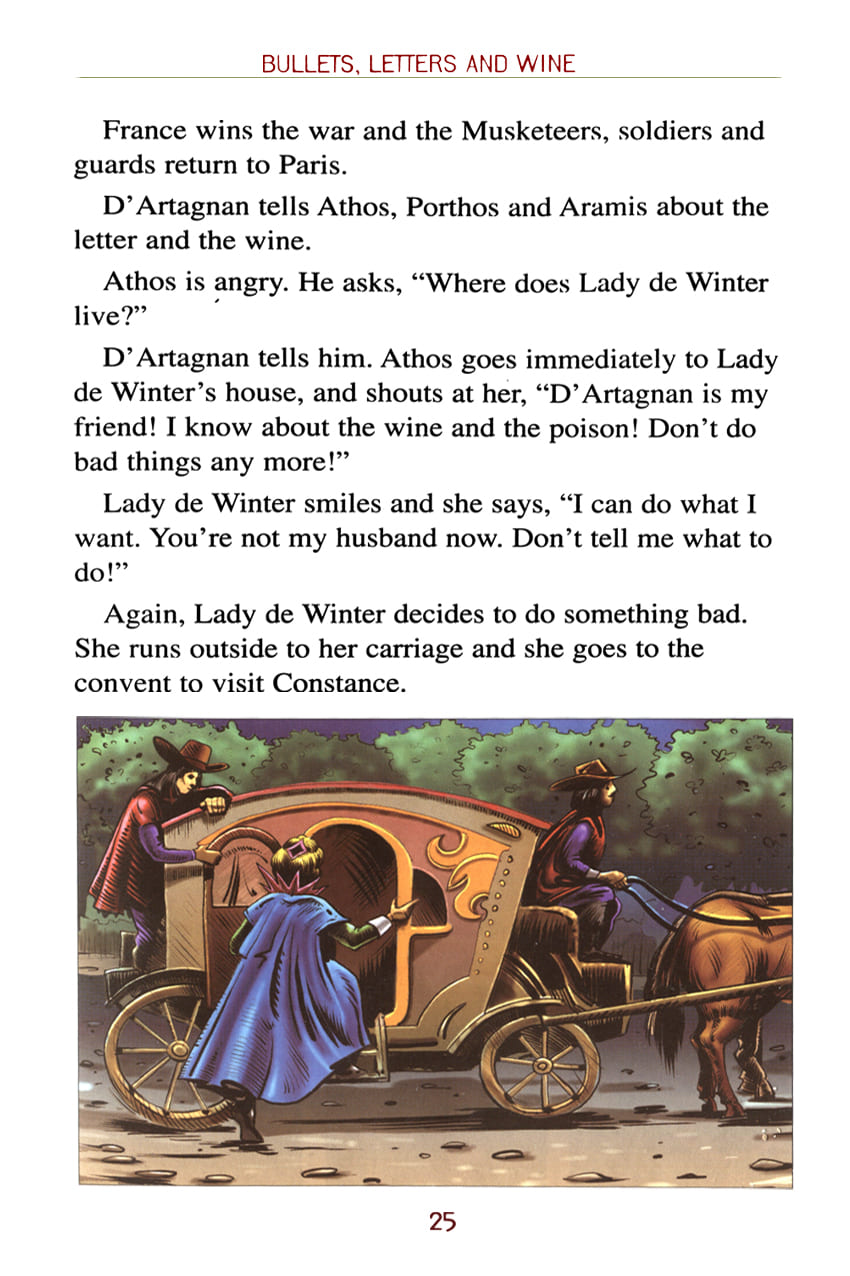 BULLETS, LETTERS AND WINE
France wins the war and the Musketeers, soldiers and
guards return to Paris.
D'Artagnan tells Athos, Porthos and Aramis about the
letter and the wine.
Athos is angry. He asks, “Where does Lady de Winter
live?”
D'Artagnan tells him. Athos goes immediately to Lady
de Winter's house, and shouts at her, “D'Artagnan is my
friend! I know about the wine and the poison! Don't do
bad things any more!”
Lady de Winter smiles and she says, “I can do what I
want. You're not my husband now. Don't tell me what to
do!”
Again, Lady de Winter decides to do something bad.
She runs outside to her carriage and she goes to the
convent to visit Constance.
25